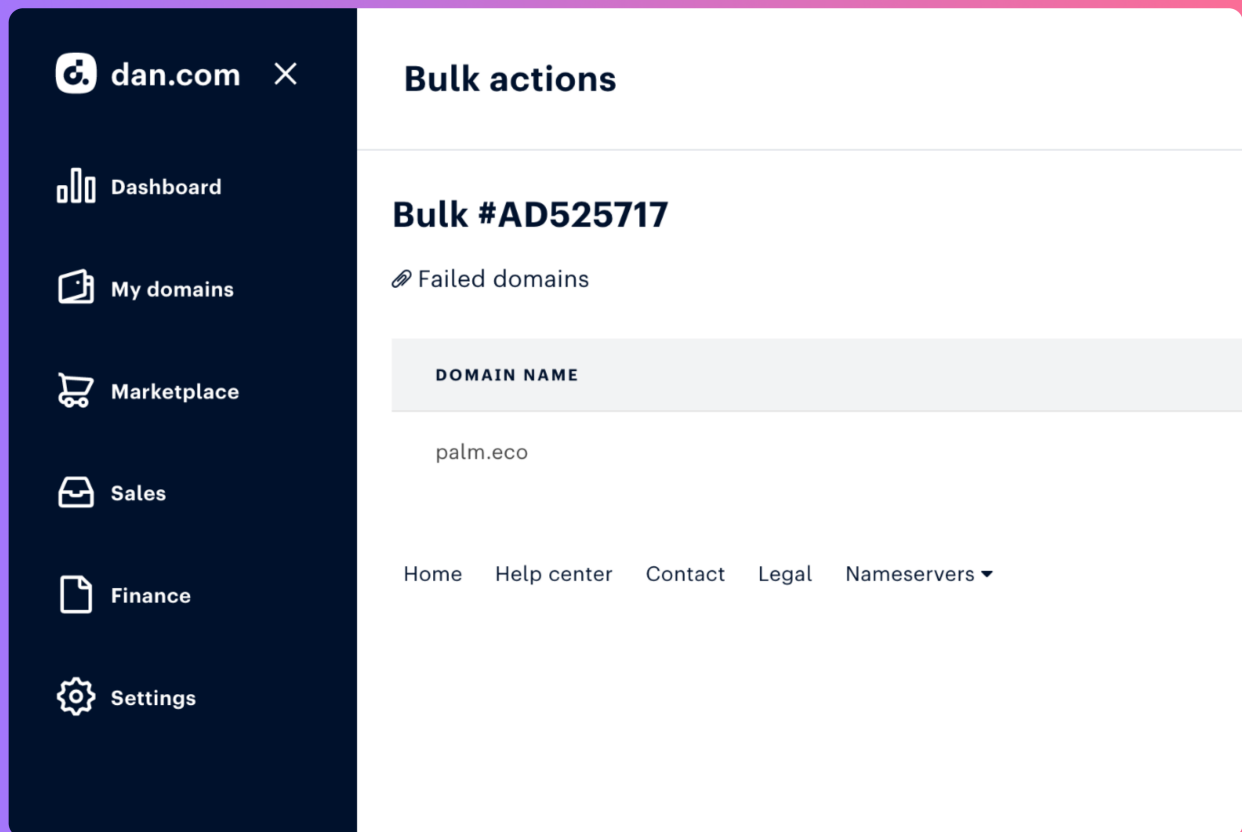 dan.com
Dashboard
My domains
Marketplace
Sales
Finance
Settings
Bulk actions
Bulk #AD525717
Failed domains
DOMAIN NAME
palm.eco
Home Help center Contact Legal Nameservers